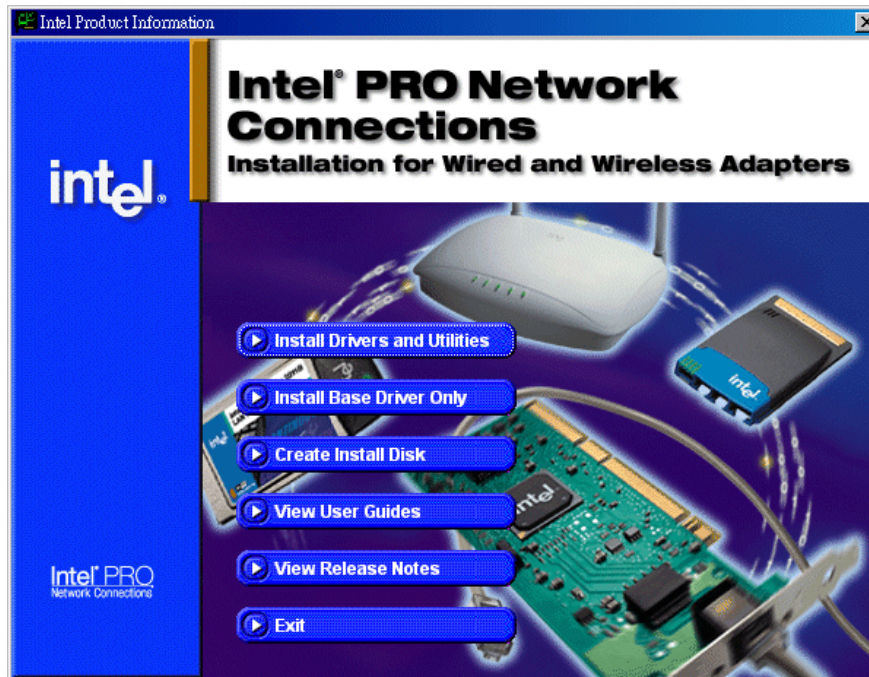 Intel Product Information
Intel® PRO Network
Connections
Installation for Wired and Wireless Adapters
intel®
Install Drivers and Utilities
Install Base Driver Only
Create Install Disk
View User Guides
View Release Notes
Exit
intel
intel
Intel® PRO
Network Connections